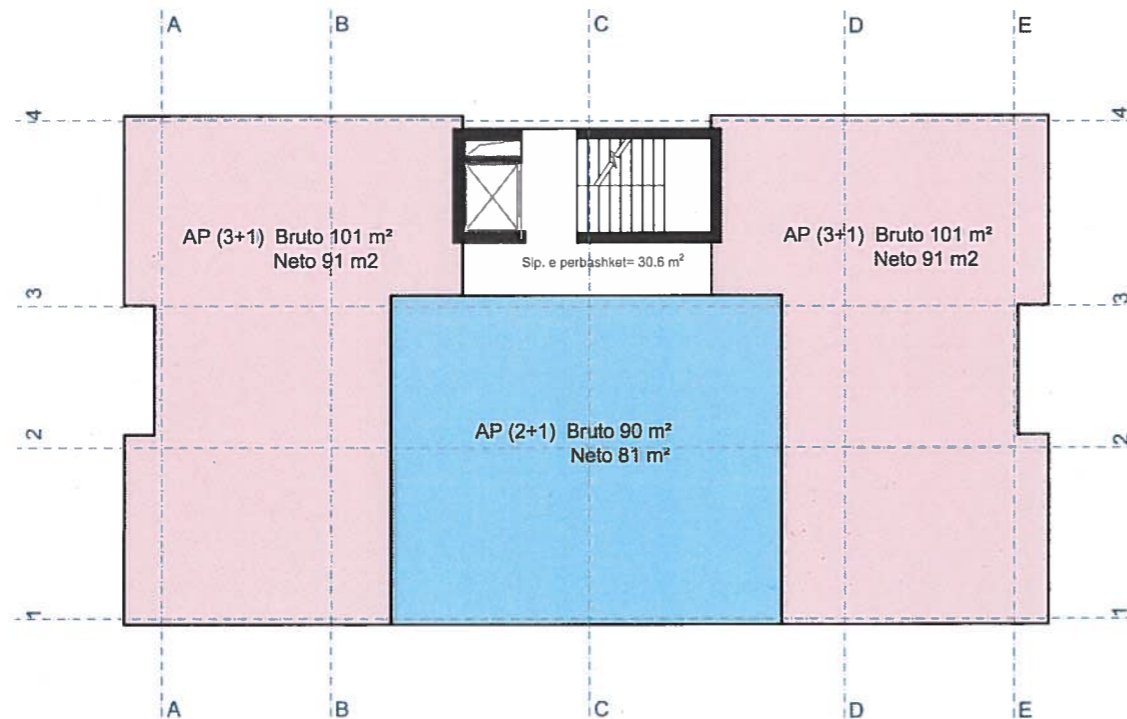 A B C D E
4 4
AP (3+1) Bruto 101 m²
Neto 91 m2
AP (3+1) Bruto 101 m²
Neto 91 m2
Sip. e perbashket= 30.6 m²
3 3
AP (2+1) Bruto 90 m²
Neto 81 m²
2 2
1 1
A B C D E